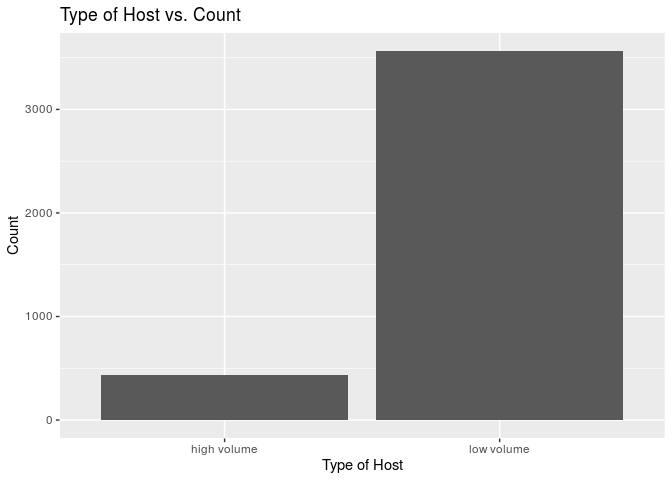 Type of Host vs. Count
Count
3000
2000
1000
0
high volume
low volume
Type of Host